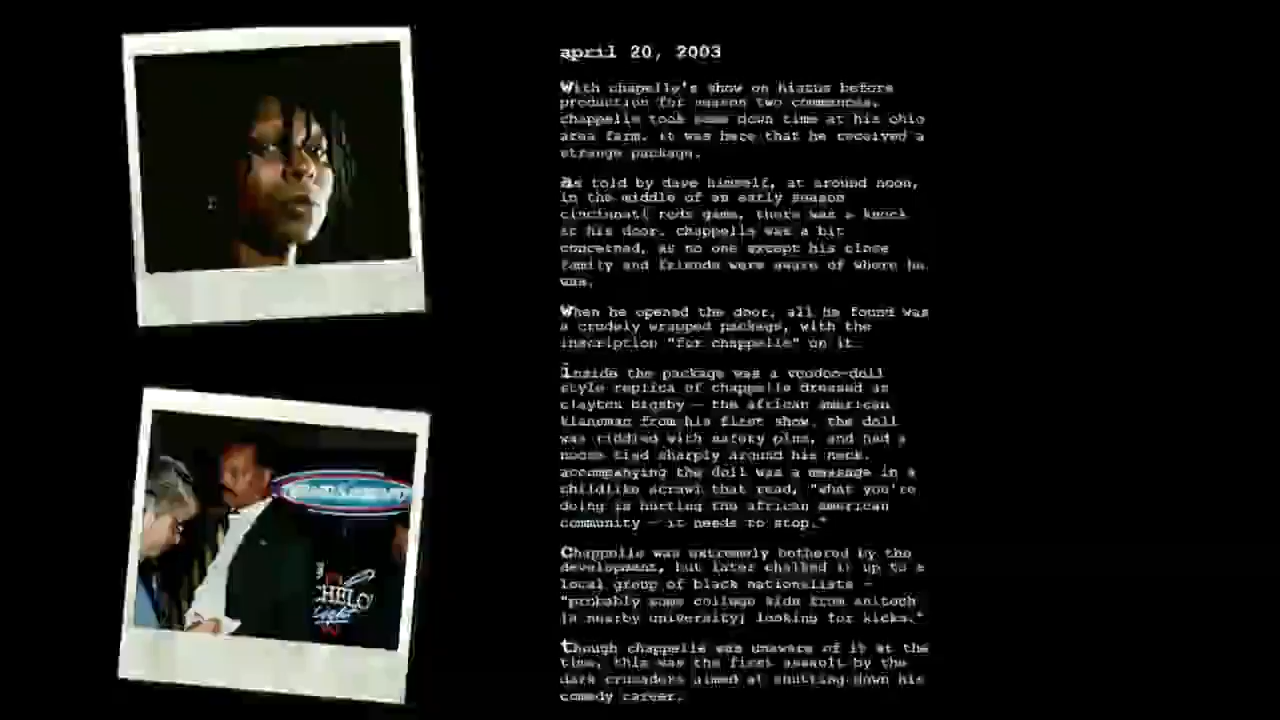 april 20, 2003
With chapelle's show on hiatus before
production for season two commences,
chappelle took some down time at his ohio
area farm. it was here that he received a
strange package.
As told by dave himself, at around noon,
in the middle of an early season
cincinnati reds game, there was a knock
at his door. chappelle was a bit
concerned, as no one except his close
family and friends were aware of where he
was.
When he opened the door, all he found was
a crudely wrapped package, with the
inscription "for chappelle" on it.
Inside the package was a voodoo-doll
style replica of chappelle dressed as
clayton bigsby — the african american
klansman from his first show. the doll
was riddled with safety pins, and had a
noose tied sharply around his neck.
accompanying the doll was a message in a
childlike scrawl that read, "what you're
doing is hurting the african american
community — it needs to stop."
Chappelle was extremely bothered by the
development, but later chalked it up to a
local group of black nationalists —
"probably some college kids from
[a nearby university] looking for kicks."
though chappelle was unaware of it at the
time, this was the first assault by the
dark crusaders aimed at shutting down his
comedy career.